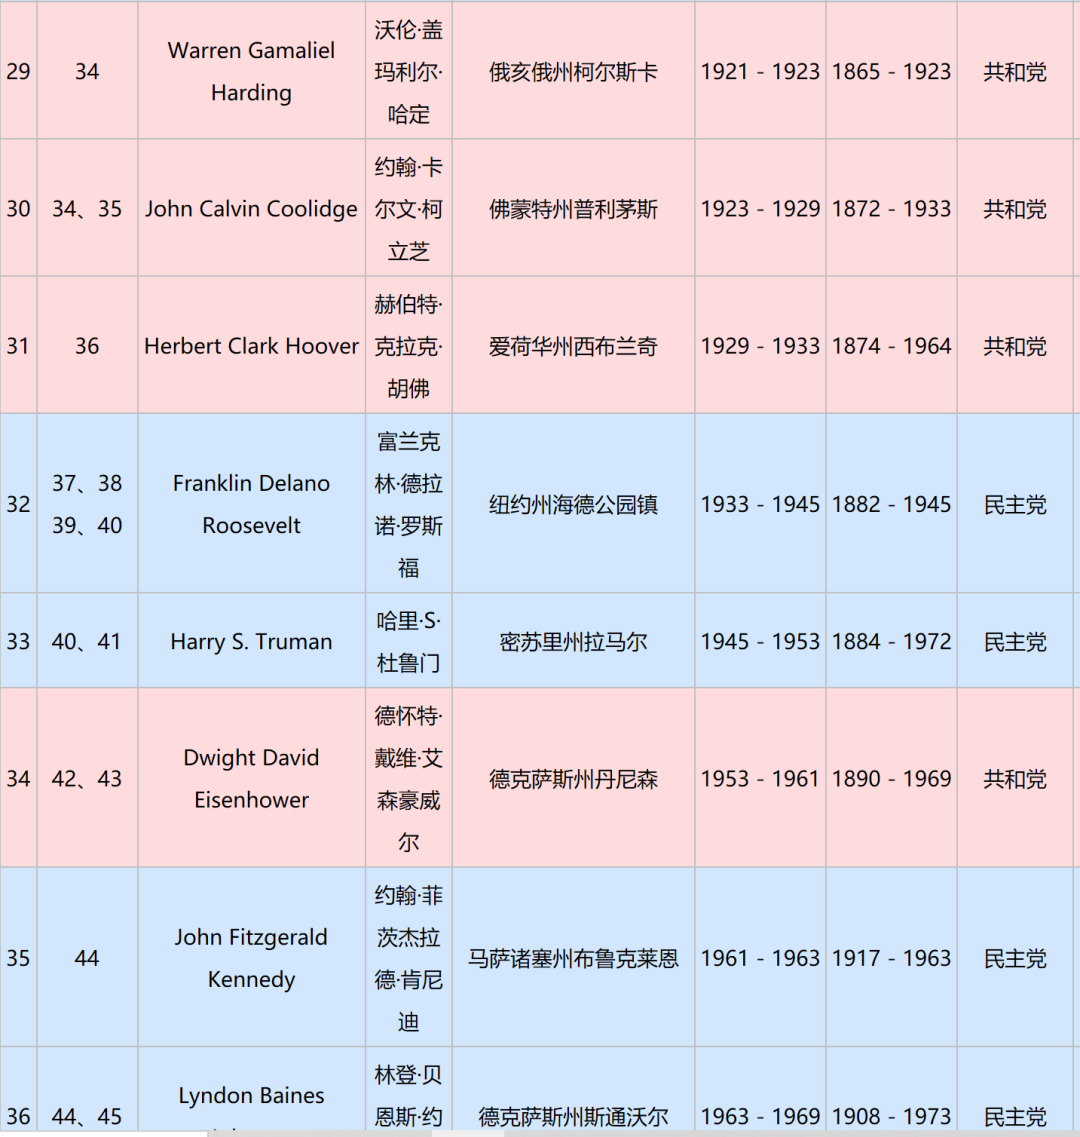 29
34
Warren Gamaliel
Harding
沃伦·盖
玛利尔·
哈定
俄亥俄州柯尔斯卡
1921 - 1923
1865 - 1923
共和党
30
34、35
John Calvin Coolidge
约翰·卡
尔文·柯
立芝
佛蒙特州普利茅斯
1923 - 1929
1872 - 1933
共和党
31
36
Herbert Clark Hoover
赫伯特·
克拉克·
胡佛
爱荷华州西布兰奇
1929 - 1933
1874 - 1964
共和党
32
37、38
39、40
Franklin Delano
Roosevelt
富兰克
林·德拉
诺·罗斯
福
纽约州海德公园镇
1933 - 1945
1882 - 1945
民主党
33
40、41
Harry S. Truman
哈里·S·
杜鲁门
密苏里州拉马尔
1945 - 1953
1884 - 1972
民主党
34
42、43
Dwight David
Eisenhower
德怀特·
戴维·艾
森豪威
尔
德克萨斯州丹尼森
1953 - 1961
1890 - 1969
共和党
35
44
John Fitzgerald
Kennedy
约翰·菲
茨杰拉
德·肯尼
迪
马萨诸塞州布鲁克莱恩
1961 - 1963
1917 - 1963
民主党
36
44、45
Lyndon Baines
林登·贝
恩斯·约
德克萨斯州斯通沃尔
1963 - 1969
1908 - 1973
民主党